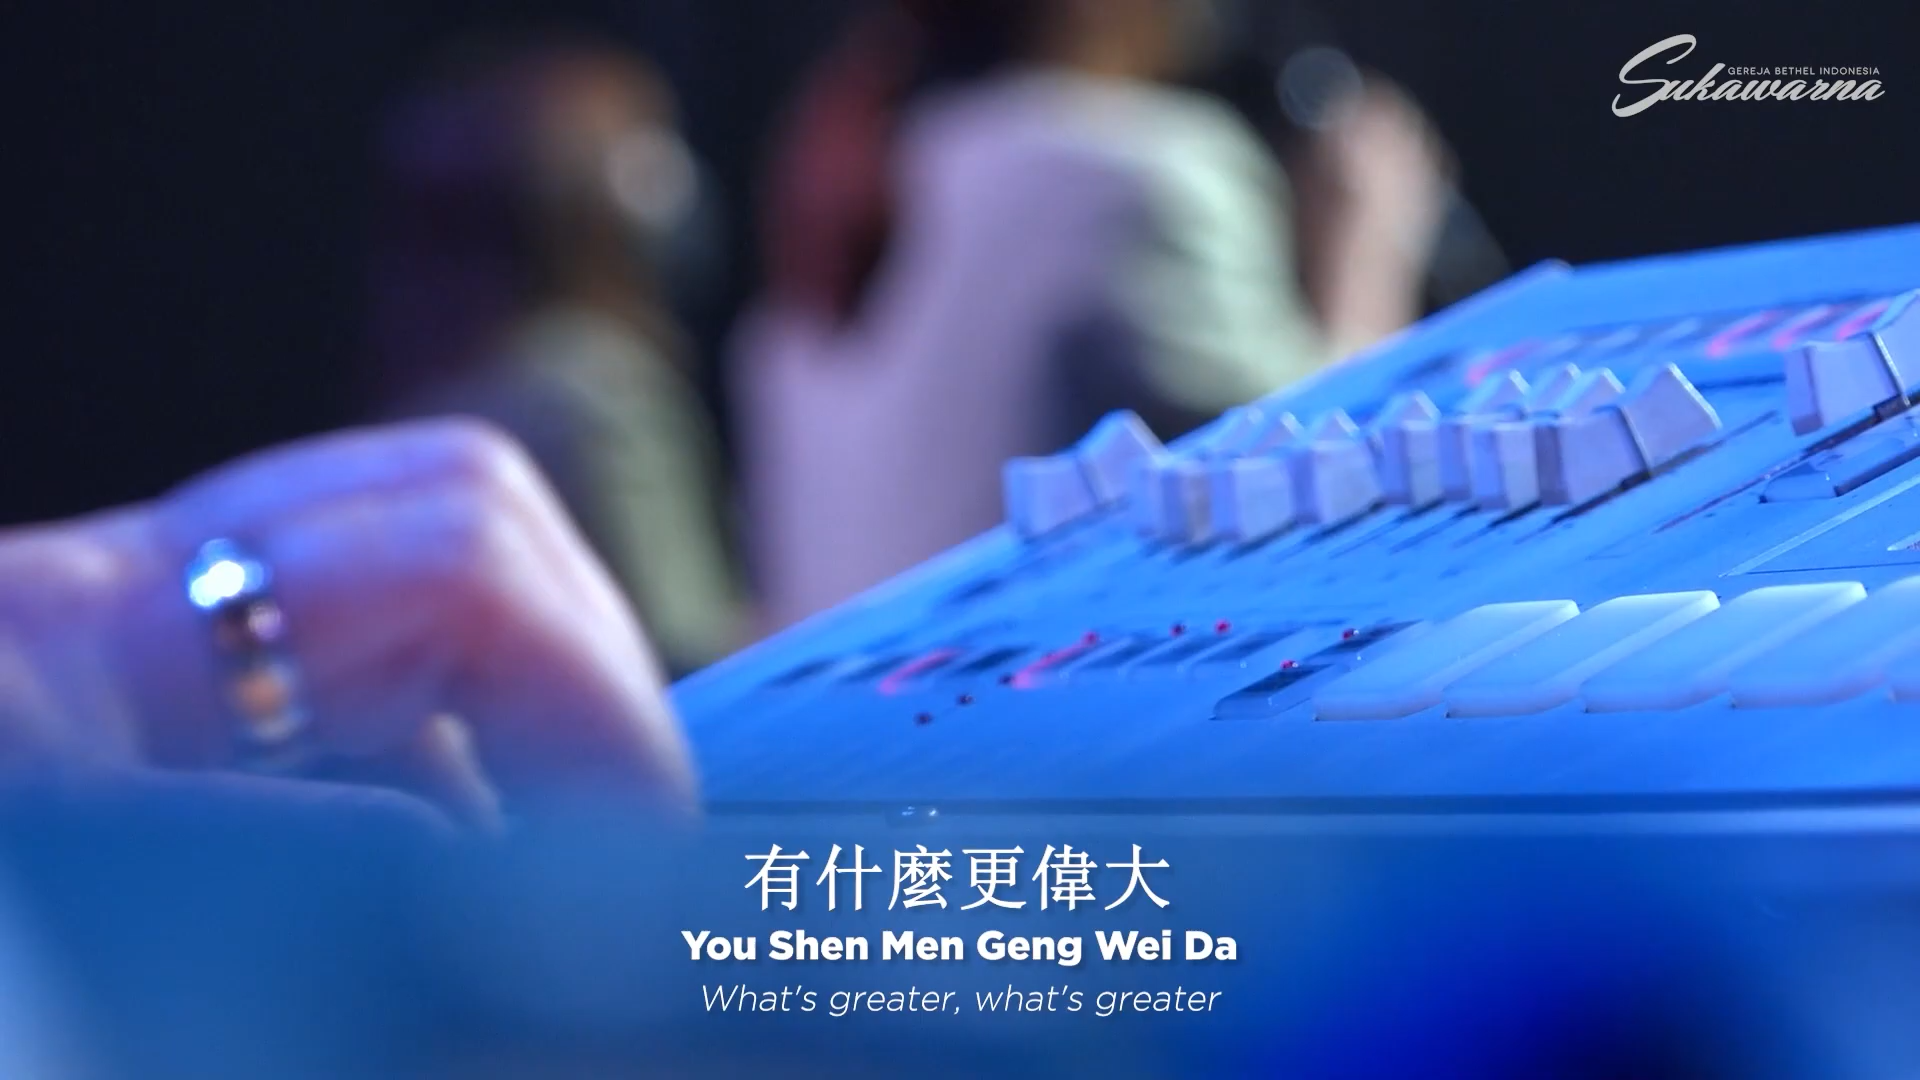 GEREJA BETHEL INDONESIA
Sukawarna
有什麼更偉大
You Shen Men Geng Wei Da
What's greater, what's greater